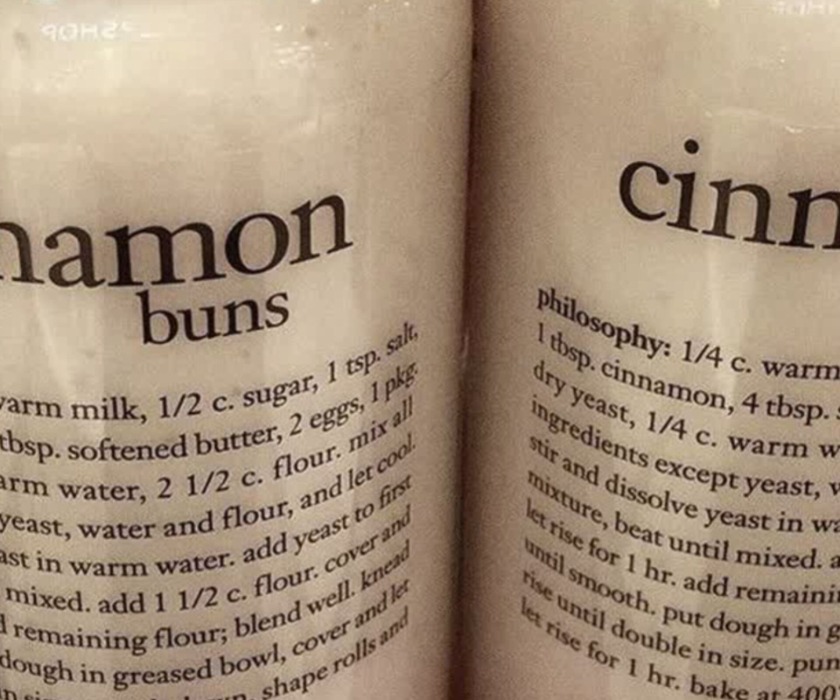 namon
buns
warm milk, 1/2 c. sugar, 1 tsp. salt,
tbsp. softened butter, 2 eggs, 1 pkg.
arm water, 2 1/2 c. flour. mix all
yeast, water and flour, and let cool.
ast in warm water. add yeast to first
mixed. add 1 1/2 c. flour. cover and
d remaining flour; blend well. knead
dough in greased bowl, cover and let
shape rolls and
cinn
philosophy: 1/4 c. warm
1 tbsp. cinnamon, 4 tbsp. s
dry yeast, 1/4 c. warm w
ingredients except yeast, w
stir and dissolve yeast in wa
mixture, beat until mixed. a
let rise for 1 hr. add remainin
until smooth. put dough in g
rise until double in size. pun
let rise for 1 hr. bake at 400